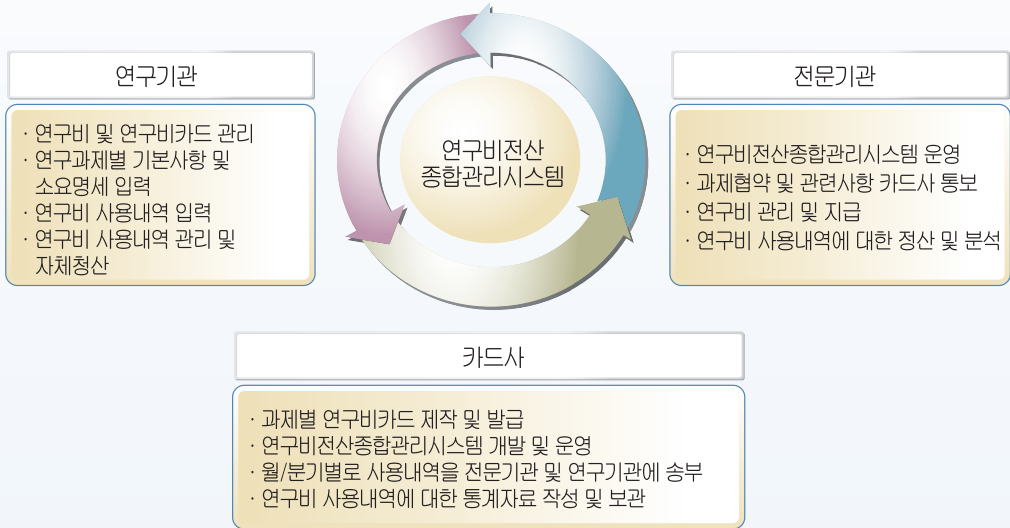 연구기관
· 연구비 및 연구비카드 관리
· 연구과제별 기본사항 및
소요명세 입력
· 연구비 사용내역 입력
· 연구비 사용내역 관리 및
자체청산
연구비전산
종합관리시스템
전문기관
· 연구비전산종합관리시스템 운영
· 과제협약 및 관련사항 카드사 통보
· 연구비 관리 및 지급
· 연구비 사용내역에 대한 정산 및 분석
카드사
· 과제별 연구비카드 제작 및 발급
· 연구비전산종합관리시스템 개발 및 운영
· 월/분기별로 사용내역을 전문기관 및 연구기관에 송부
· 연구비 사용내역에 대한 통계자료 작성 및 보관